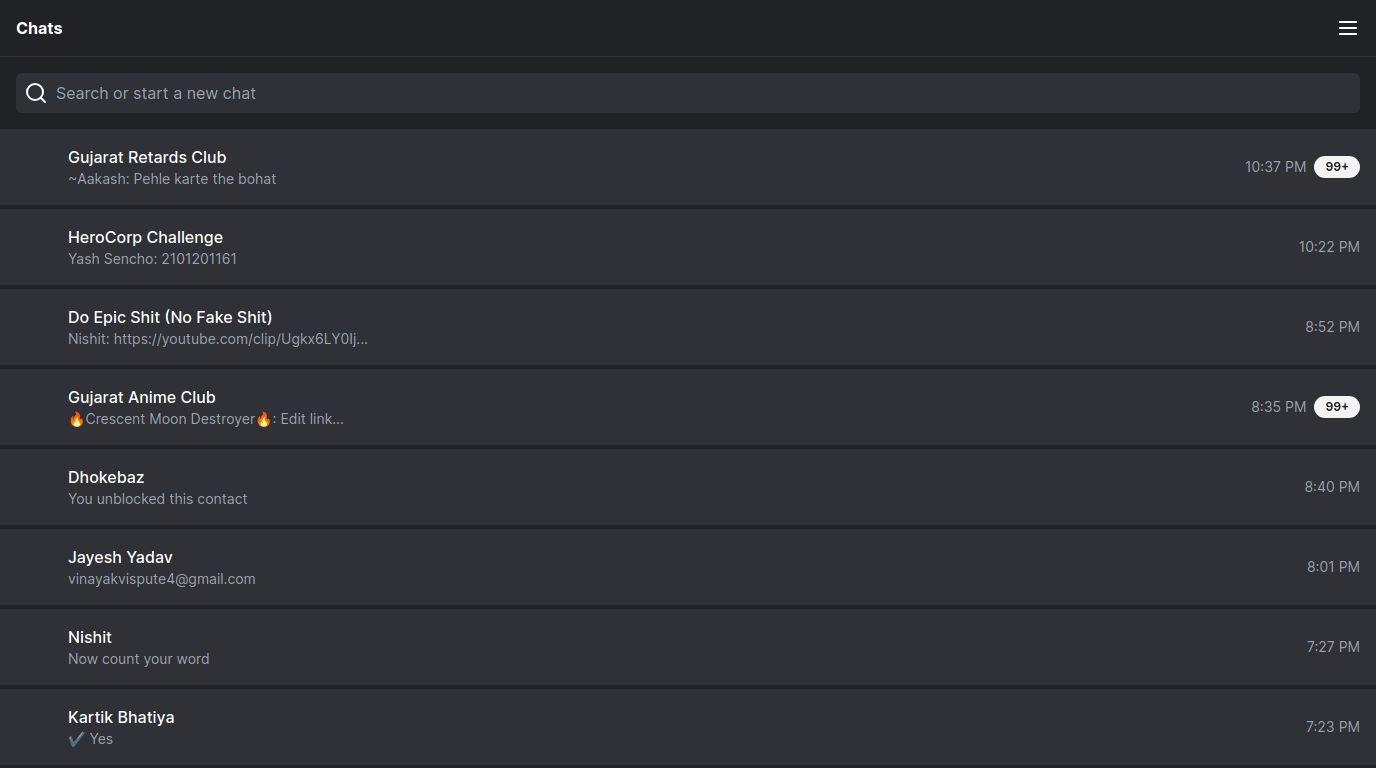 Chats
Search or start a new chat
Gujarat Retards Club
~Aakash: Pehle karte the bohat
10:37 PM 99+
HeroCorp Challenge
Yash Sencho: 2101201161
10:22 PM
Do Epic Shit (No Fake Shit)
Nishit: https://youtube.com/clip/Ugkx6LY0Ij...
8:52 PM
Gujarat Anime Club
🔥Crescent Moon Destroyer🔥: Edit link...
8:35 PM 99+
Dhokebaz
You unblocked this contact
8:40 PM
Jayesh Yadav
vinayakvispute4@gmail.com
8:01 PM
Nishit
Now count your word
7:27 PM
Kartik Bhatiya
✔️ Yes
7:23 PM